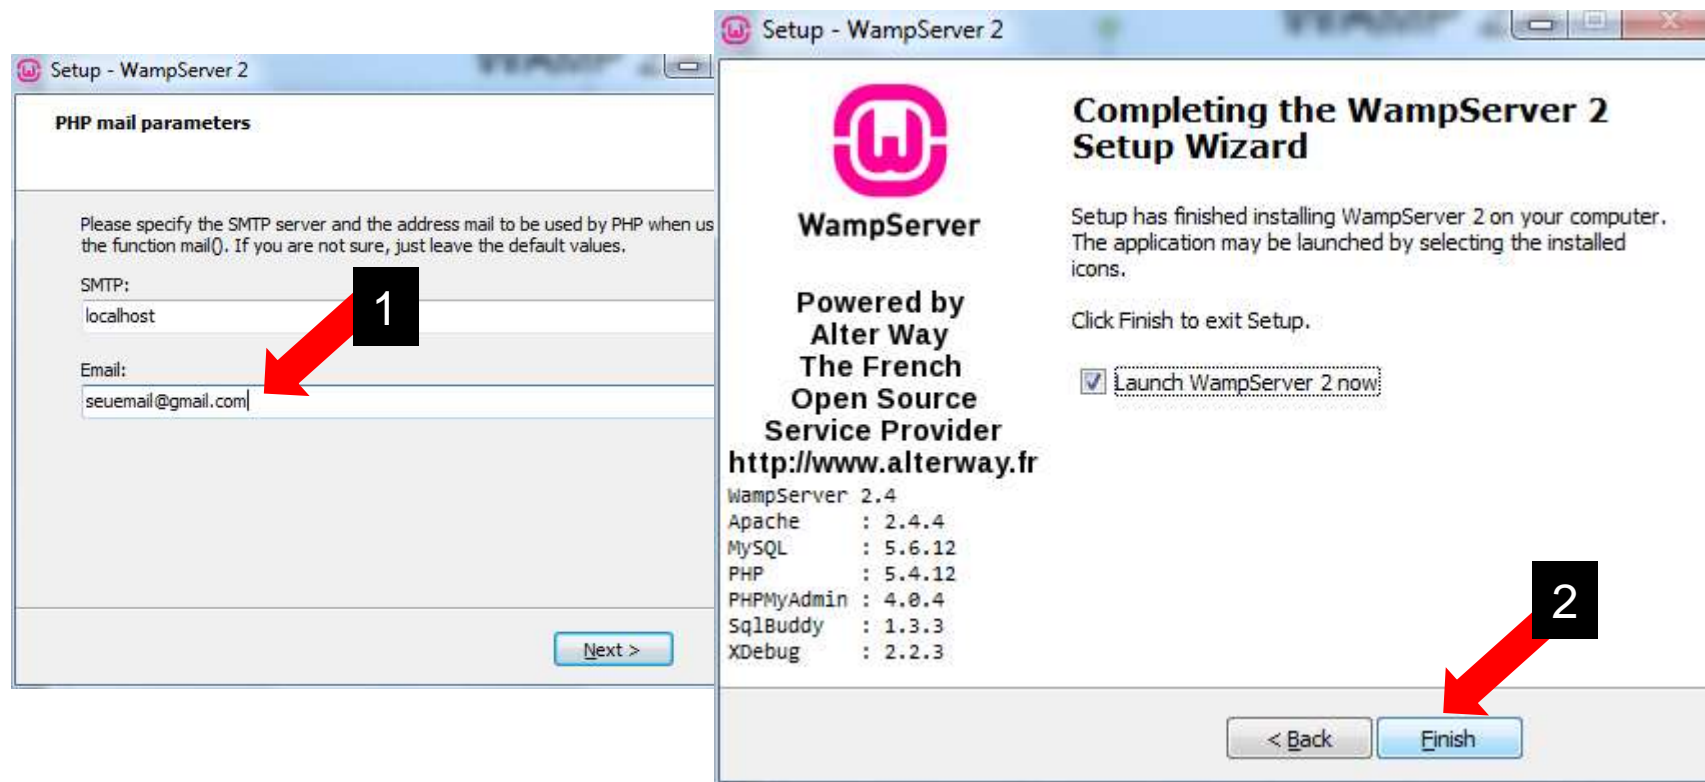 Setup - WampServer 2
PHP mail parameters
Please specify the SMTP server and the address mail to be used by PHP when us
the function mail(). If you are not sure, just leave the default values.
SMTP:
localhost
1
Email:
seuemail@gmail.com
Next >
Setup - WampServer 2
WampServer
Powered by
Alter Way
The French
Open Source
Service Provider
http://www.alterway.fr
WampServer 2.4
Apache : 2.4.4
MySQL : 5.6.12
PHP : 5.4.12
PHPMyAdmin : 4.0.4
SqlBuddy : 1.3.3
XDebug : 2.2.3
Completing the WampServer 2
Setup Wizard
Setup has finished installing WampServer 2 on your computer.
The application may be launched by selecting the installed
icons.
Click Finish to exit Setup.
Launch WampServer 2 now
2
< Back
Finish